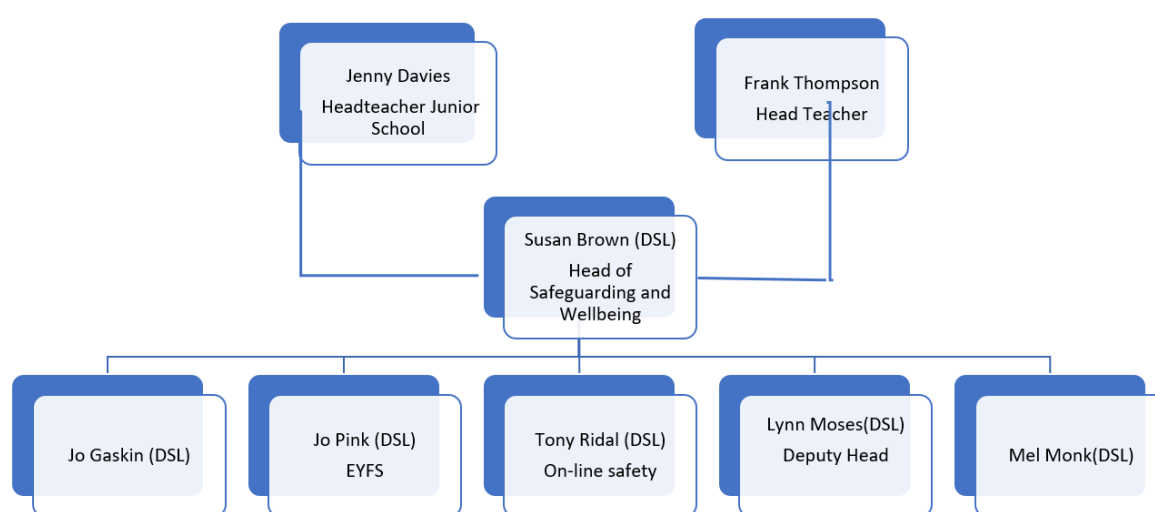 Jenny Davies
Headteacher Junior
School
Frank Thompson
Head Teacher
Susan Brown (DSL)
Head of
Safeguarding and
Wellbeing
Jo Gaskin (DSL)
Jo Pink (DSL)
EYFS
Tony Ridal (DSL)
On-line safety
Lynn Moses(DSL)
Deputy Head
Mel Monk(DSL)